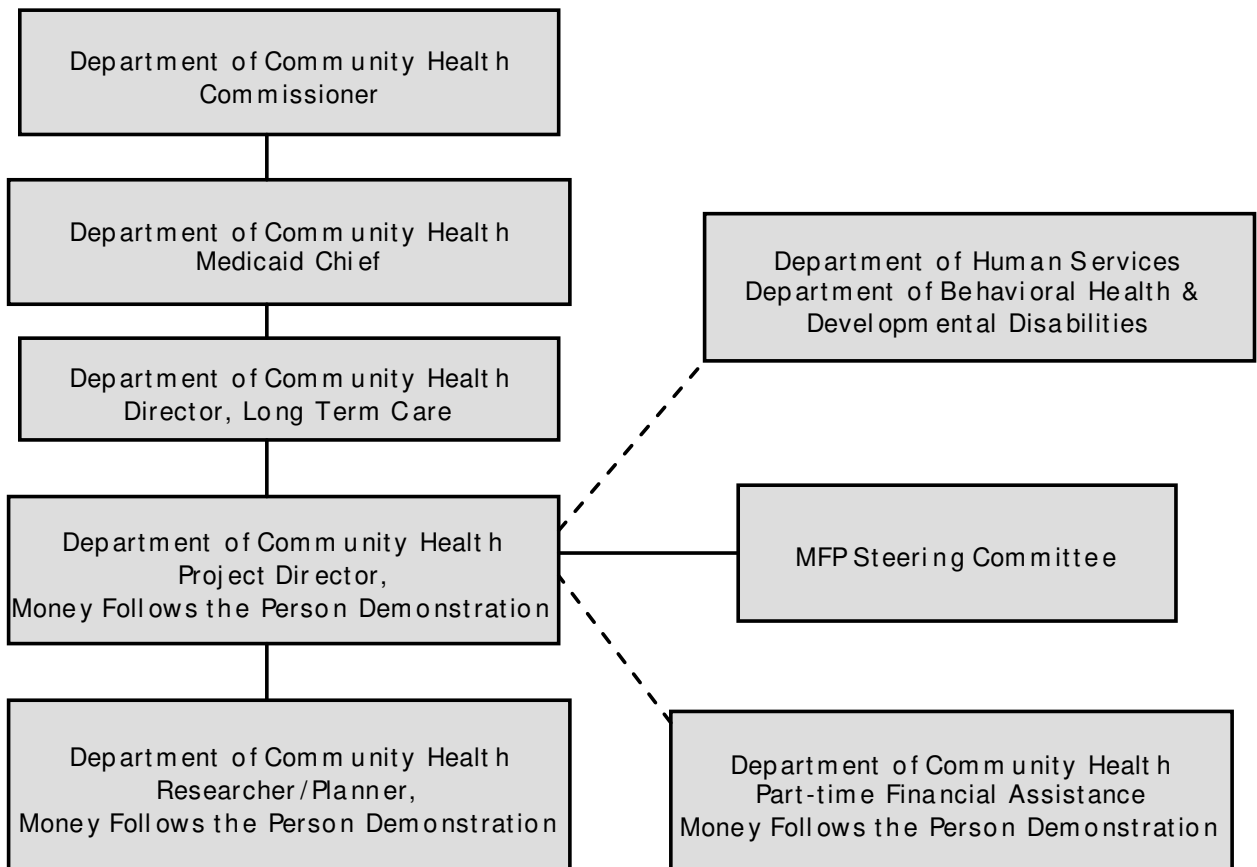 Department of Community Health
Commissioner
Department of Community Health
Medicaid Chief
Department of Community Health
Director, Long Term Care
Department of Community Health
Project Director,
Money Follows the Person Demonstration
Department of Community Health
Researcher/Planner,
Money Follows the Person Demonstration
Department of Human Services
Department of Behavioral Health &
Developmental Disabilities
MFP Steering Committee
Department of Community Health
Part-time Financial Assistance
Money Follows the Person Demonstration